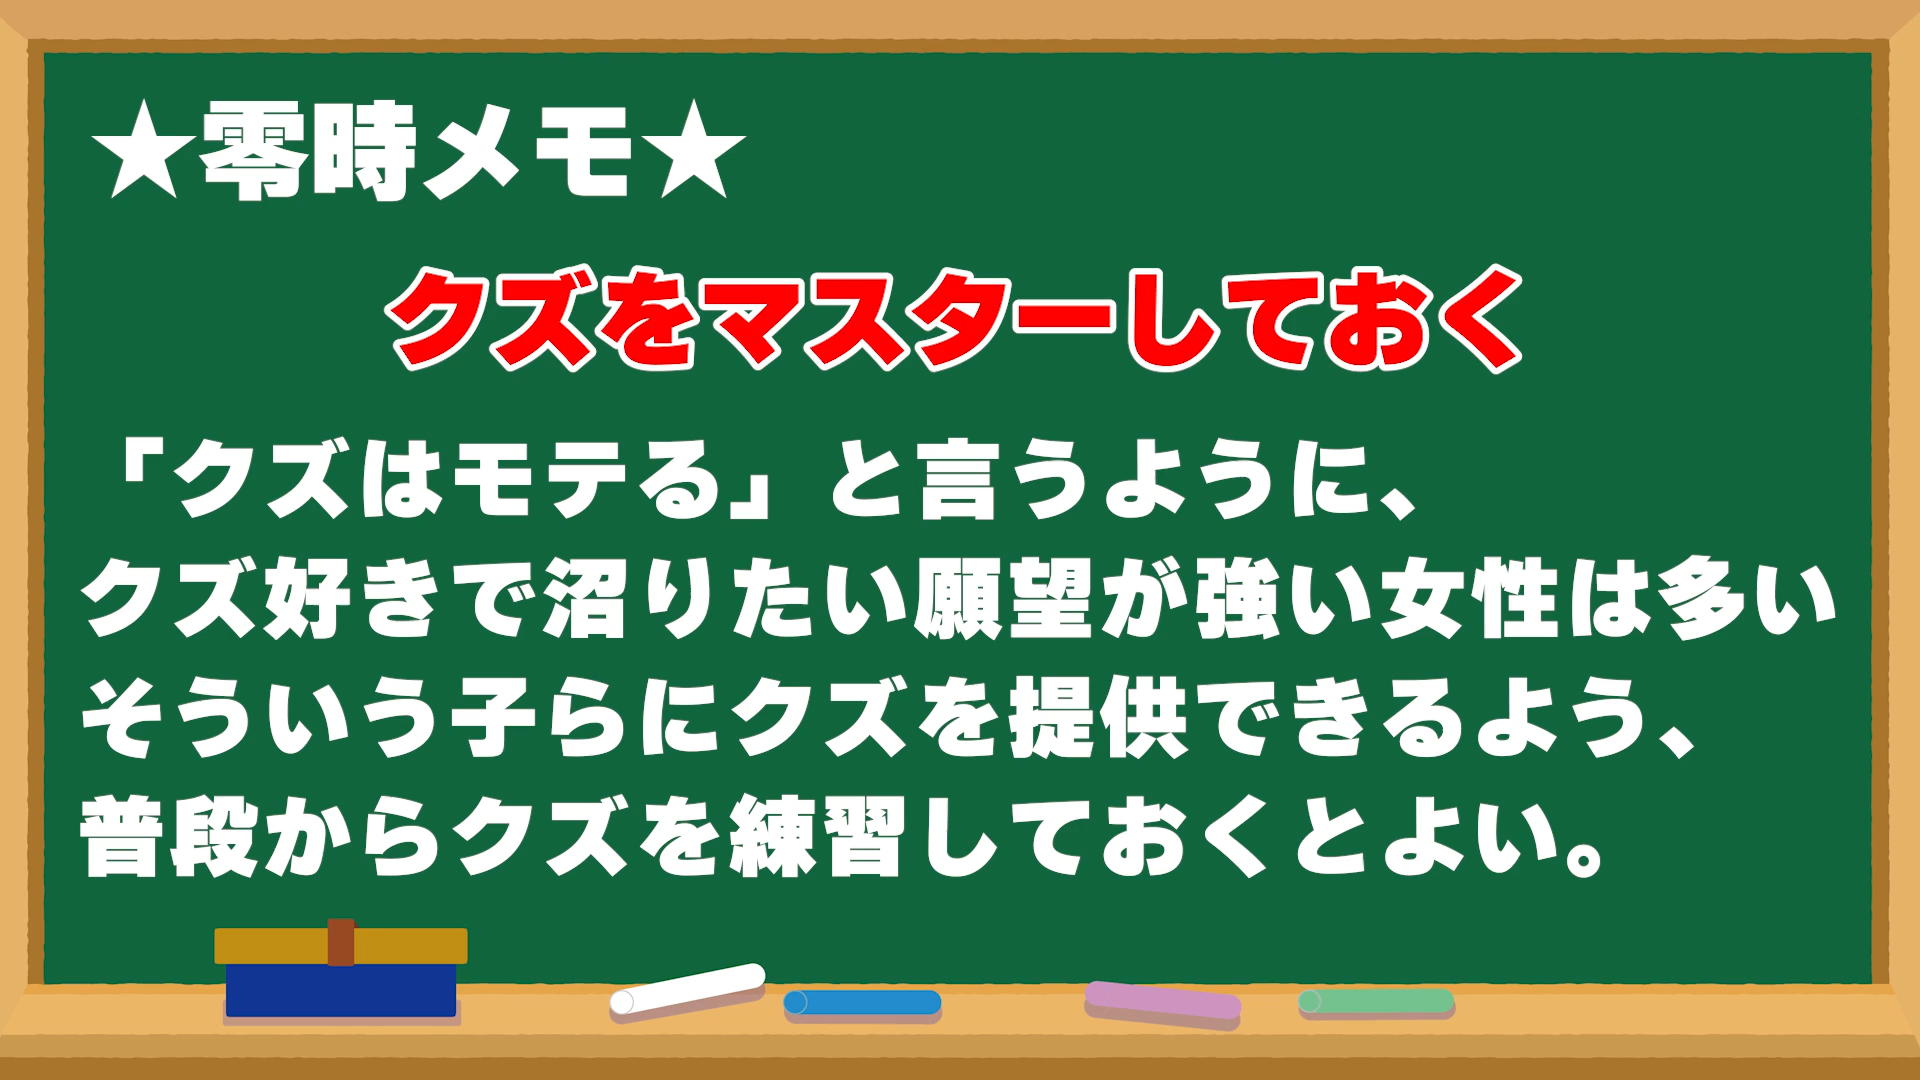 ★零時メモ★
クズをマスターしておく
「クズはモテる」と言うように、
クズ好きで沼りたい願望が強い女性は多い
そういう子らにクズを提供できるよう、
普段からクズを練習しておくとよい。